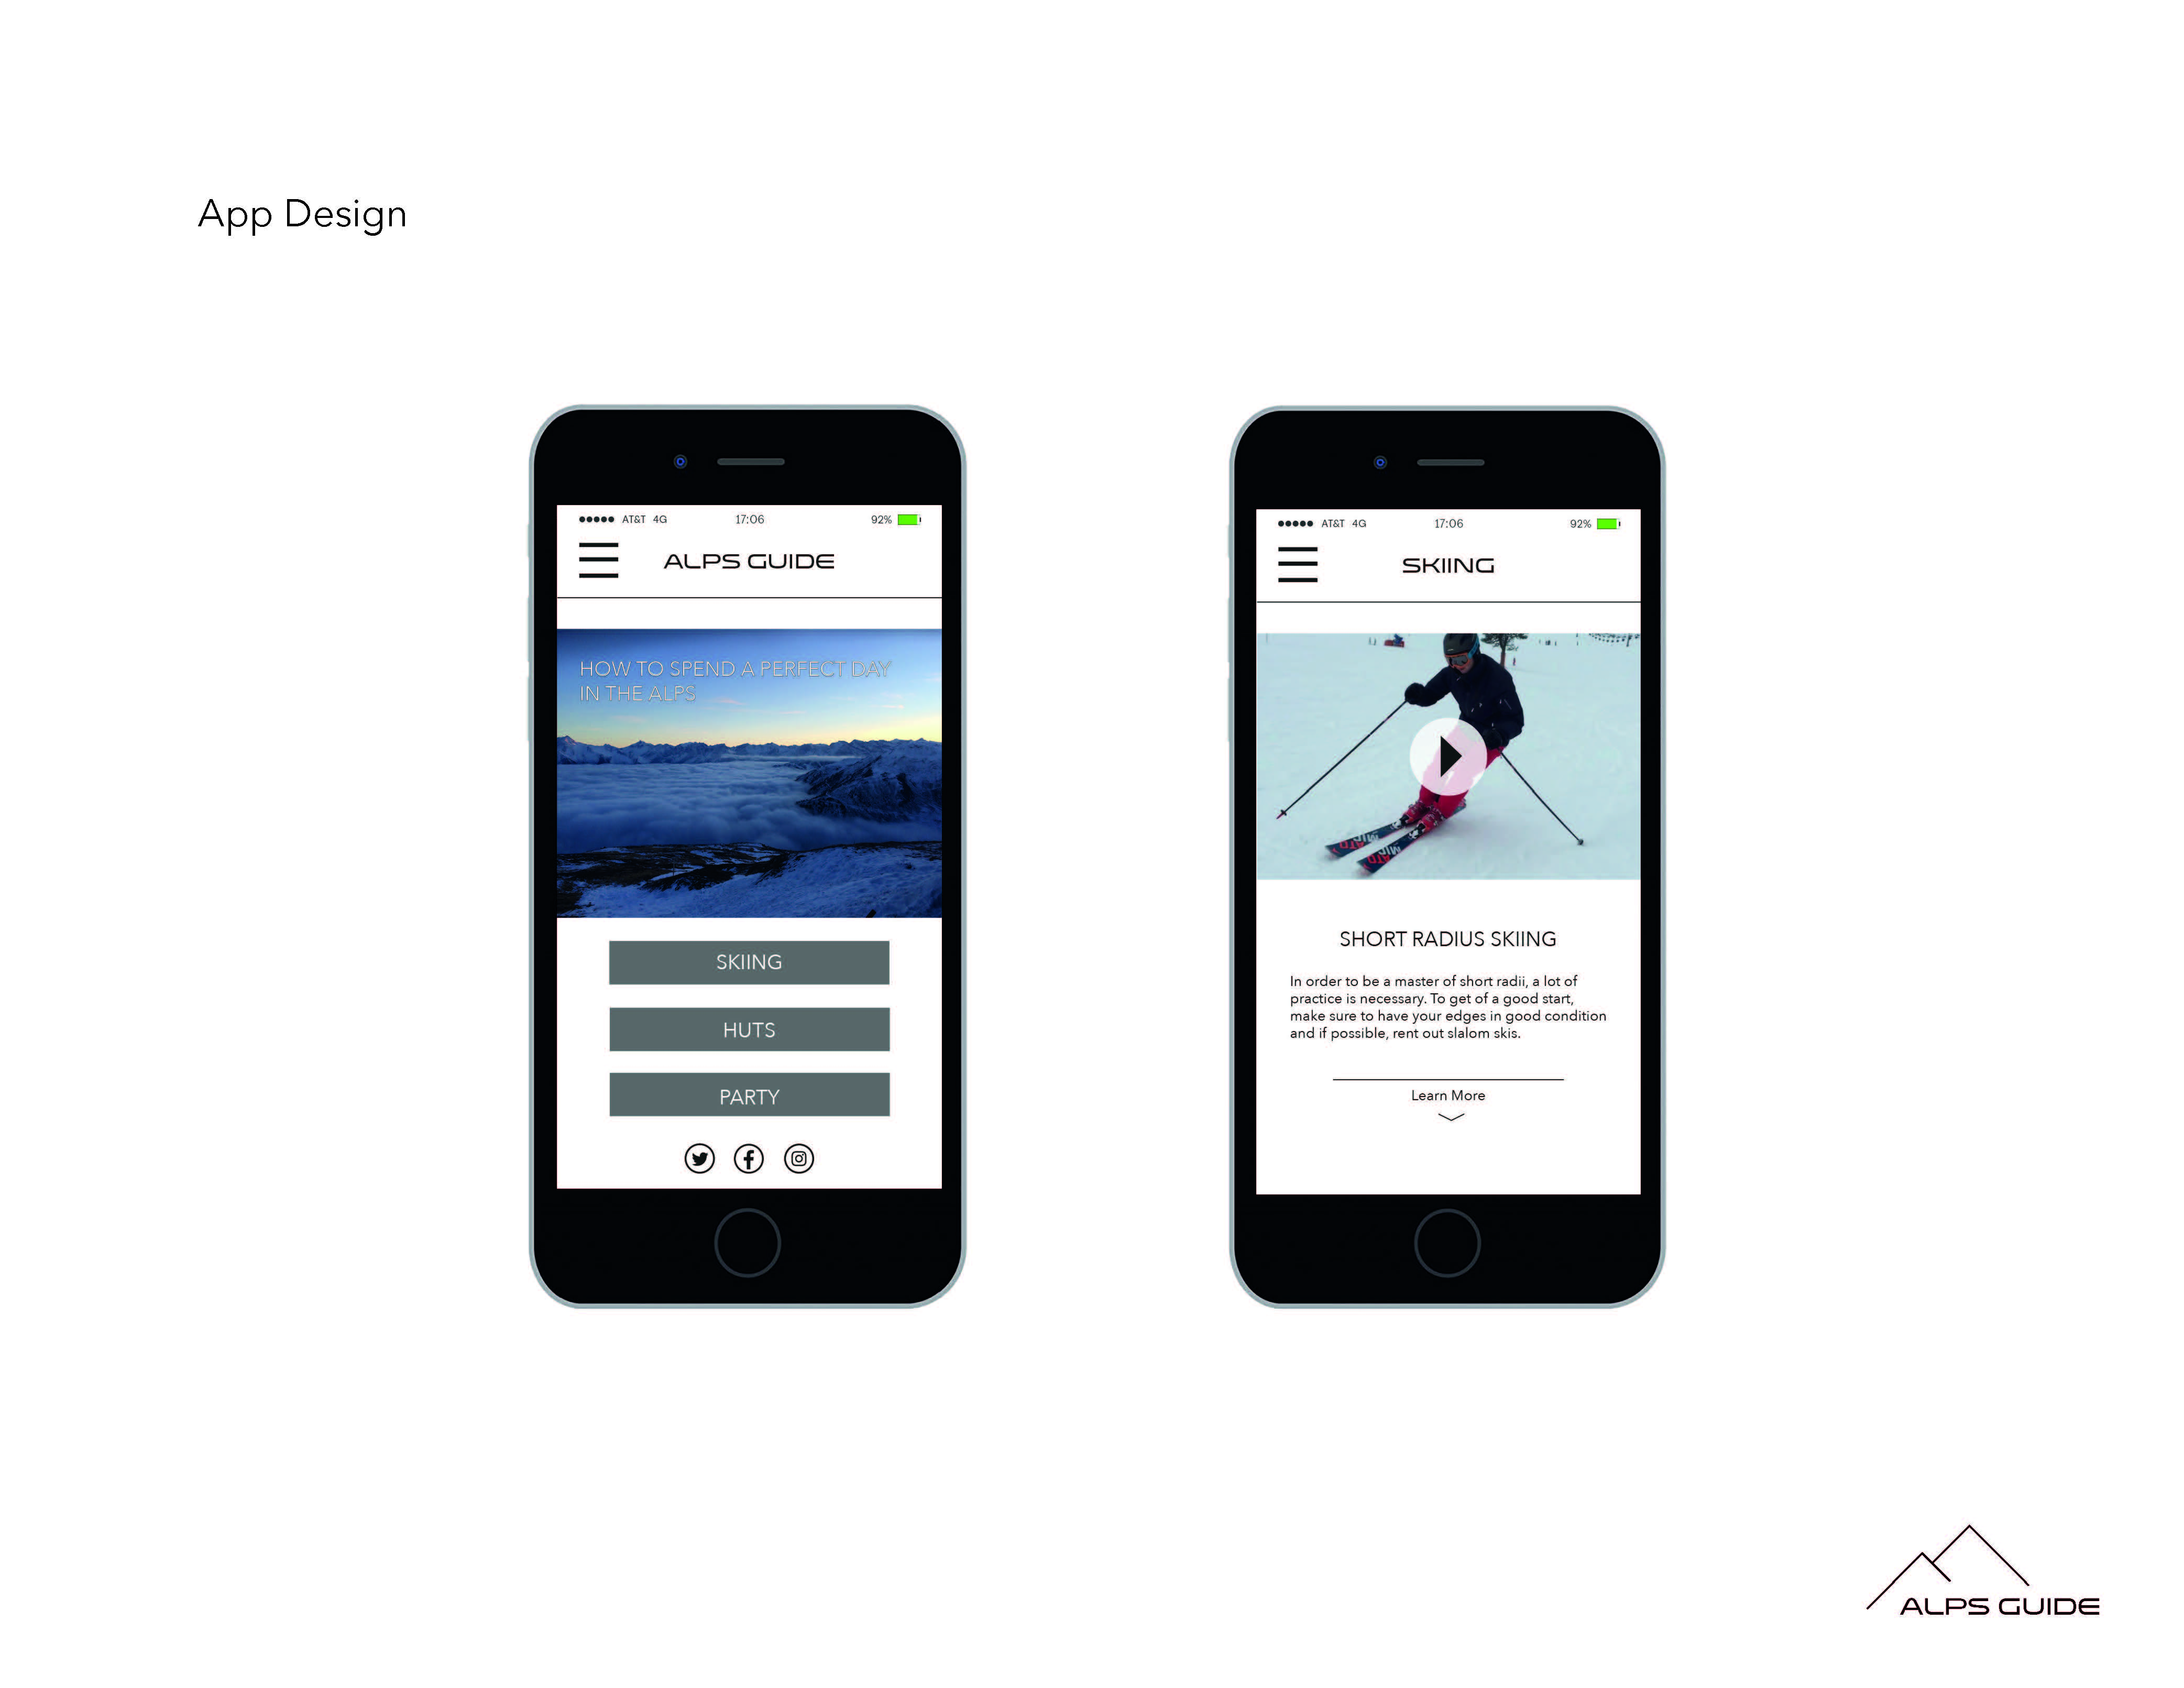 App Design
AT&T 4G 17:06 92%
ALPS GUIDE
HOW TO SPEND A PERFECT DAY
IN THE ALPS
SKIING
HUTS
PARTY
AT&T 4G 17:06 92%
SKIING
SHORT RADIUS SKIING
In order to be a master of short radii, a lot of
practice is necessary. To get of a good start,
make sure to have your edges in good condition
and if possible, rent out slalom skis.
Learn More
ALPS GUIDE